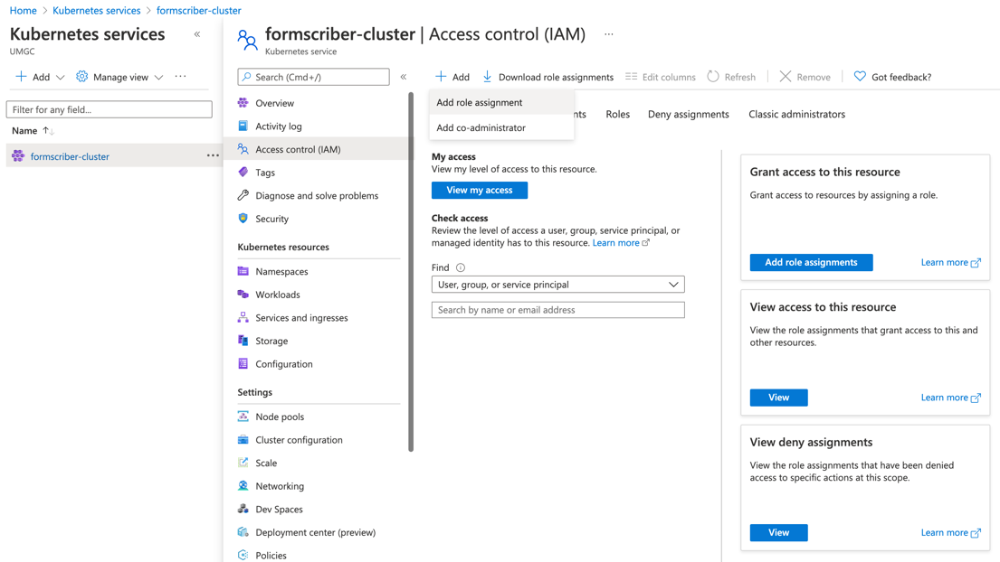 Home > Kubernetes services > formscriber-cluster
Kubernetes services
UMGC
Add
Manage view
Filter for any field...
Name
formscriber-cluster
formscriber-cluster | Access control (IAM)
Kubernetes service
Search (Cmd+/)
Overview
Activity log
Access control (IAM)
Tags
Diagnose and solve problems
Security
Kubernetes resources
Namespaces
Workloads
Services and ingresses
Storage
Configuration
Settings
Node pools
Cluster configuration
Scale
Networking
Dev Spaces
Deployment center (preview)
Policies
Add
Download role assignments
Edit columns
Refresh
Remove
Got feedback?
Add role assignment
Add co-administrator
nts
Roles
Deny assignments
Classic administrators
My access
View my level of access to this resource.
View my access
Check access
Review the level of access a user, group, service principal, or
managed identity has to this resource. Learn more
Find
User, group, or service principal
Search by name or email address
Grant access to this resource
Grant access to resources by assigning a role.
Add role assignments
Learn more
View access to this resource
View the role assignments that grant access to this and
other resources.
View
Learn more
View deny assignments
View the role assignments that have been denied
access to specific actions at this scope.
View
Learn more